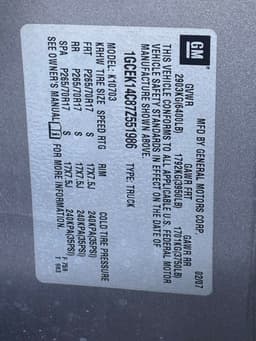 GM
MFD BY GENERAL MOTORS CORP. 02/07
GVWR GAWR FRT GAWR RR
2903KG(6400LB) 1792KG(3950LB) 1701KG(3750LB)
THIS VEHICLE CONFORMS TO ALL APPLICABLE U.S. FEDERAL MOTOR
VEHICLE SAFETY STANDARDS IN EFFECT ON THE DATE OF
MANUFACTURE SHOWN ABOVE.
1GCEK14C87Z551986 TYPE: TRUCK
MODEL: K10703
KRHW TIRE SIZE SPEED RTG RIM COLD TIRE PRESSURE
FRT P265/70R17 S 17X7.5J 240KPA(35PSI)
RR P265/70R17 S 17X7.5J 240KPA(35PSI)
SPA P265/70R17 S 17X7.5J 240KPA(35PSI)
SEE OWNER'S MANUAL FOR MORE INFORMATION.